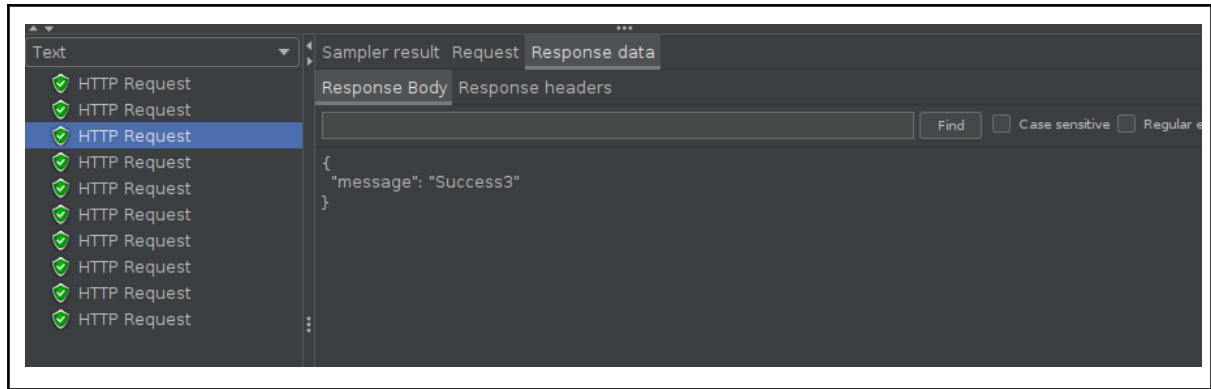 Text
HTTP Request
HTTP Request
HTTP Request
HTTP Request
HTTP Request
HTTP Request
HTTP Request
HTTP Request
HTTP Request
HTTP Request
Sampler result Request Response data
Response Body Response headers
Find Case sensitive Regular e
{
"message": "Success3"
}